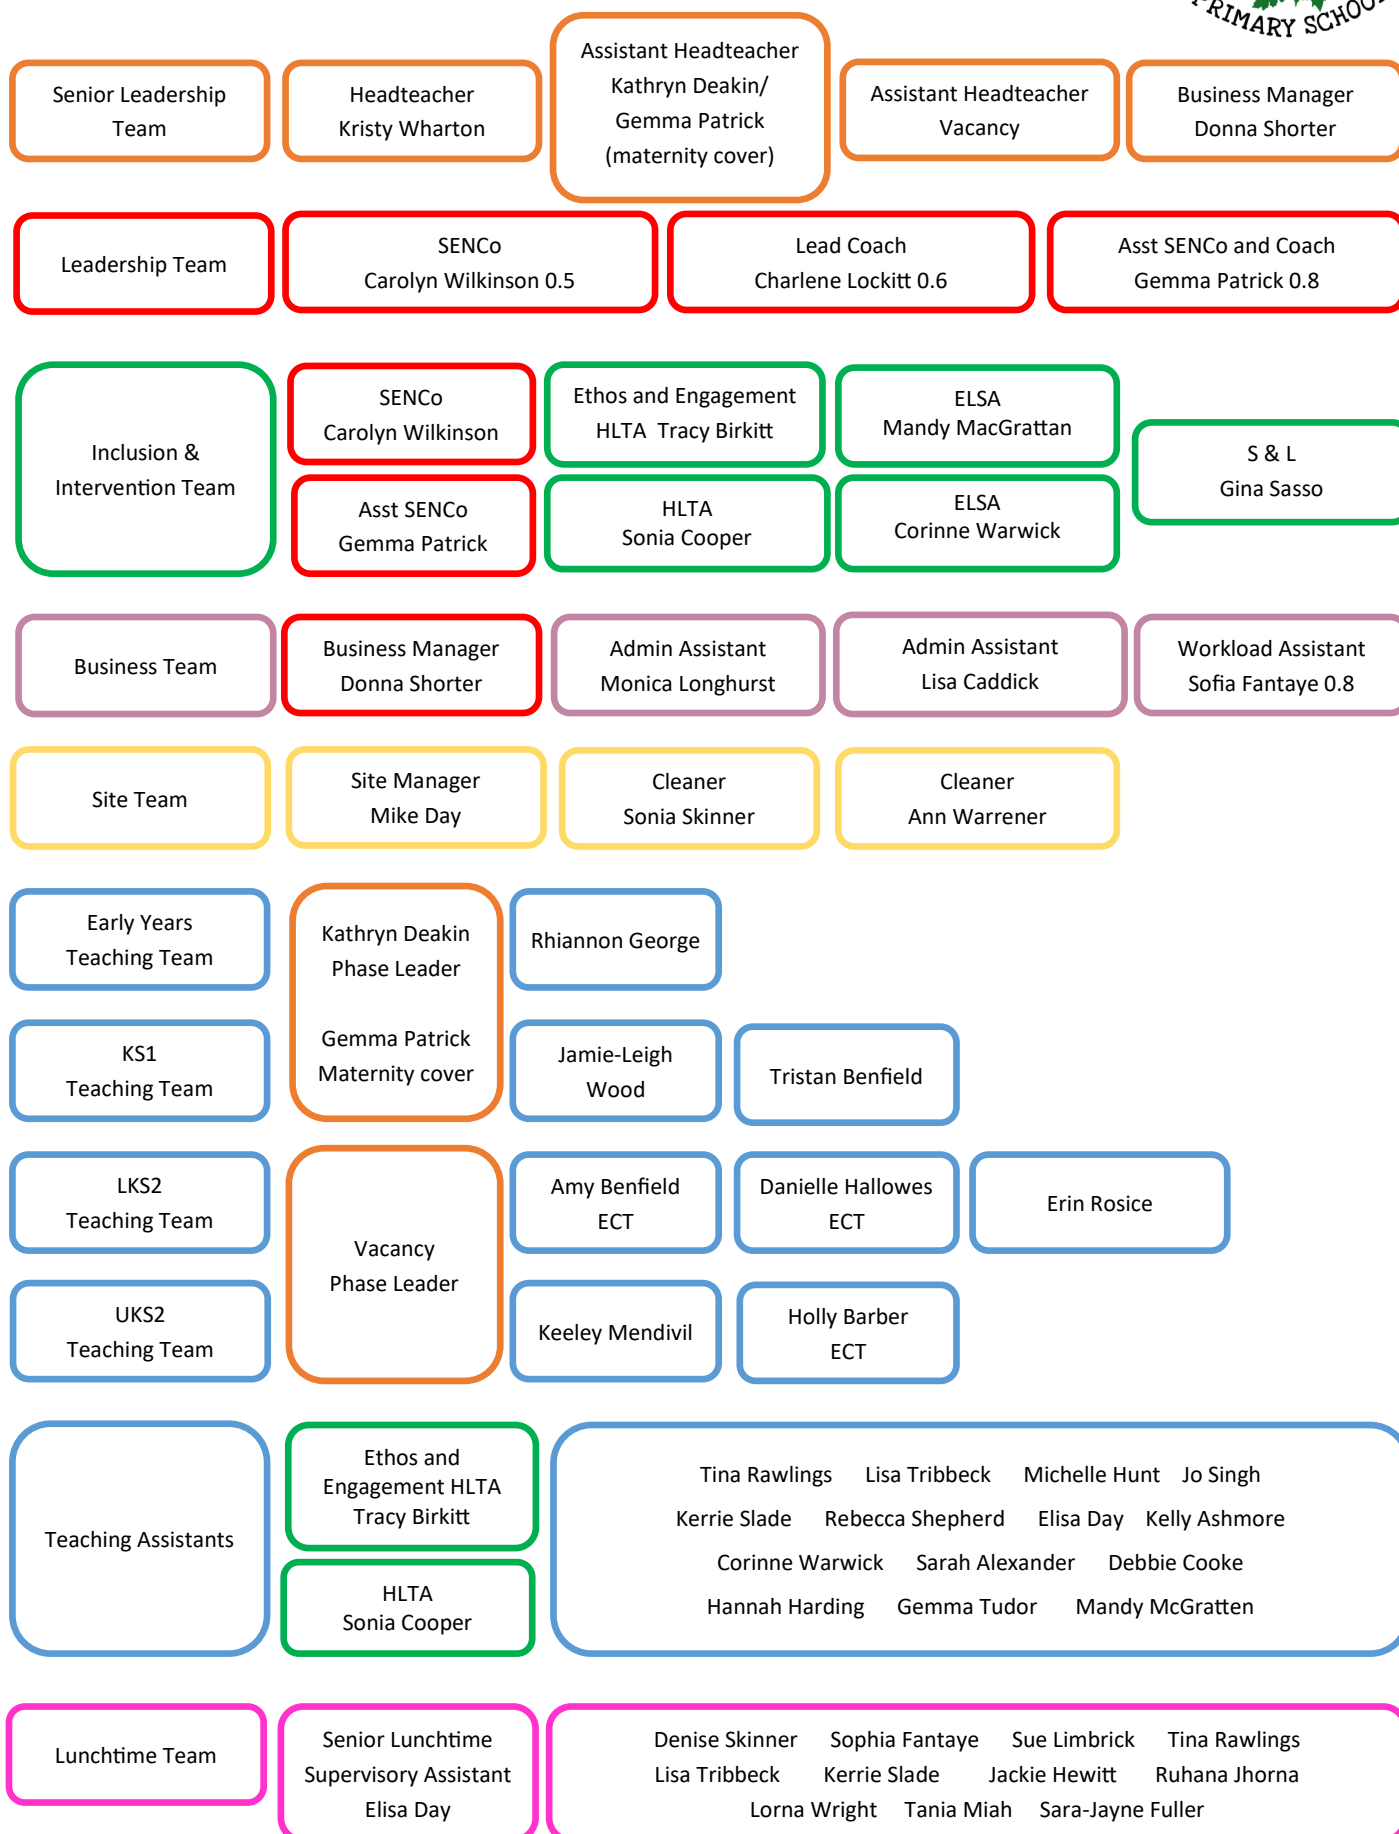 PRIMARY SCHOOL
Senior Leadership
Team
Headteacher
Kristy Wharton
Assistant Headteacher
Kathryn Deakin/
Gemma Patrick
(maternity cover)
Assistant Headteacher
Vacancy
Business Manager
Donna Shorter
Leadership Team
SENCo
Carolyn Wilkinson 0.5
Lead Coach
Charlene Lockitt 0.6
Asst SENCo and Coach
Gemma Patrick 0.8
Inclusion &
Intervention Team
SENCo
Carolyn Wilkinson
Asst SENCo
Gemma Patrick
Ethos and Engagement
HLTA  Tracy Birkitt
HLTA
Sonia Cooper
ELSA
Mandy MacGrattan
ELSA
Corinne Warwick
S & L
Gina Sasso
Business Team
Business Manager
Donna Shorter
Admin Assistant
Monica Longhurst
Admin Assistant
Lisa Caddick
Workload Assistant
Sofia Fantaye 0.8
Site Team
Site Manager
Mike Day
Cleaner
Sonia Skinner
Cleaner
Ann Warrener
Early Years
Teaching Team
Kathryn Deakin
Phase Leader
Gemma Patrick
Maternity cover
Rhiannon George
KS1
Teaching Team
Jamie-Leigh
Wood
Tristan Benfield
LKS2
Teaching Team
Vacancy
Phase Leader
Amy Benfield
ECT
Danielle Hallowes
ECT
Erin Rosice
UKS2
Teaching Team
Keeley Mendivil
Holly Barber
ECT
Teaching Assistants
Ethos and
Engagement HLTA
Tracy Birkitt
HLTA
Sonia Cooper
Tina Rawlings Lisa Tribbeck Michelle Hunt Jo Singh
Kerrie Slade Rebecca Shepherd Elisa Day Kelly Ashmore
Corinne Warwick Sarah Alexander Debbie Cooke
Hannah Harding Gemma Tudor Mandy McGratten
Lunchtime Team
Senior Lunchtime
Supervisory Assistant
Elisa Day
Denise Skinner Sophia Fantaye Sue Limbrick Tina Rawlings
Lisa Tribbeck Kerrie Slade Jackie Hewitt Ruhana Jhorna
Lorna Wright Tania Miah Sara-Jayne Fuller